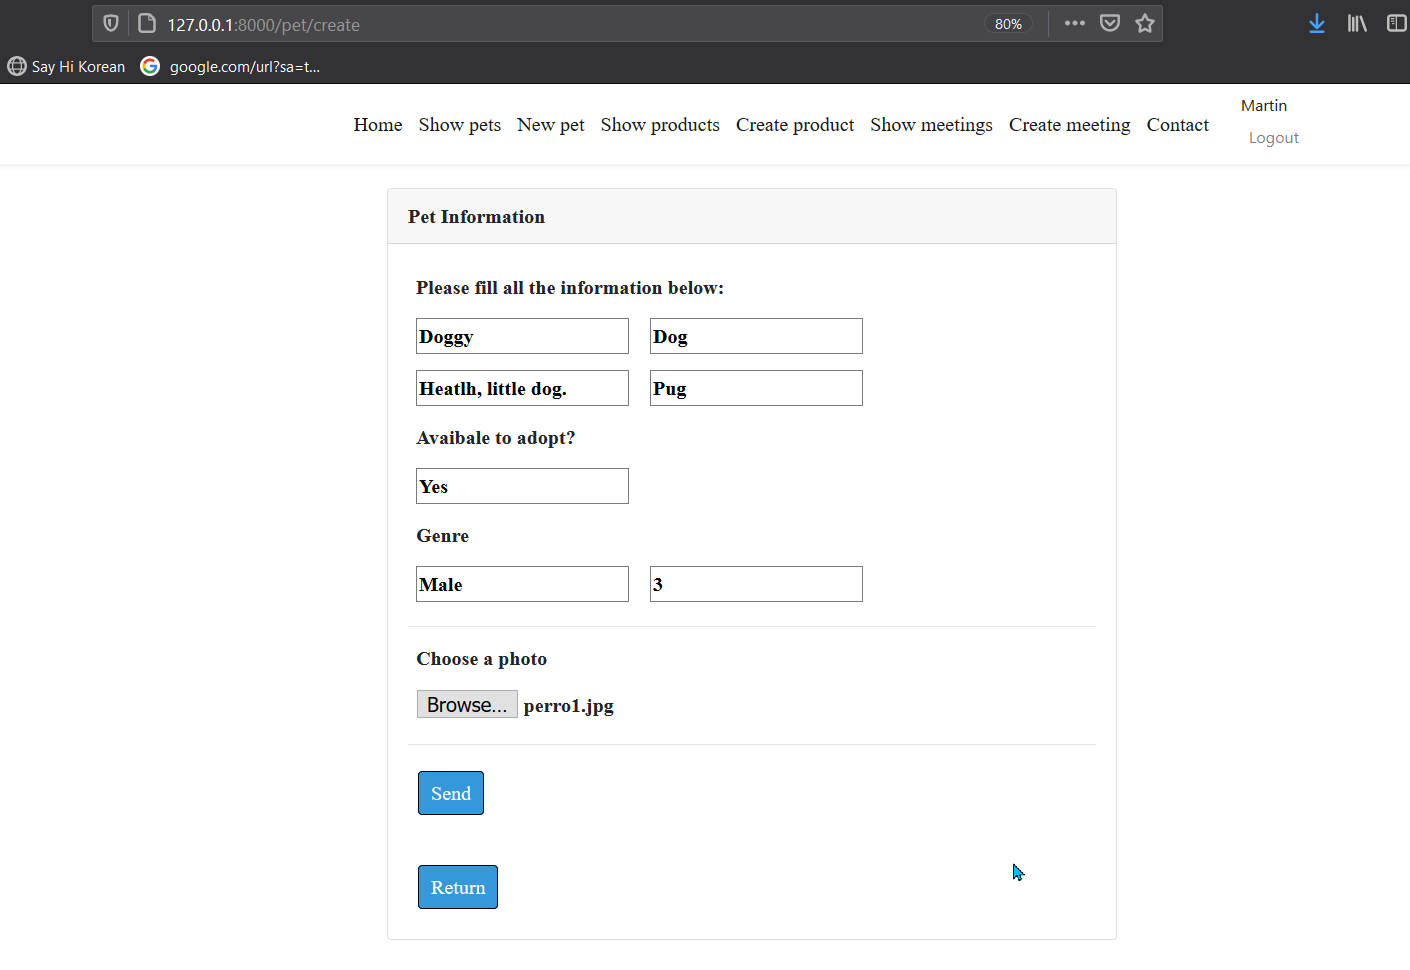 127.0.0.1:8000/pet/create 80%
Say Hi Korean google.com/url?sa=t...
Home Show pets New pet Show products Create product Show meetings Create meeting Contact
Martin
Logout
Pet Information
Please fill all the information below:
Doggy Dog
Heatlh, little dog. Pug
Avaibale to adopt?
Yes
Genre
Male 3
Choose a photo
Browse... perro1.jpg
Send
Return